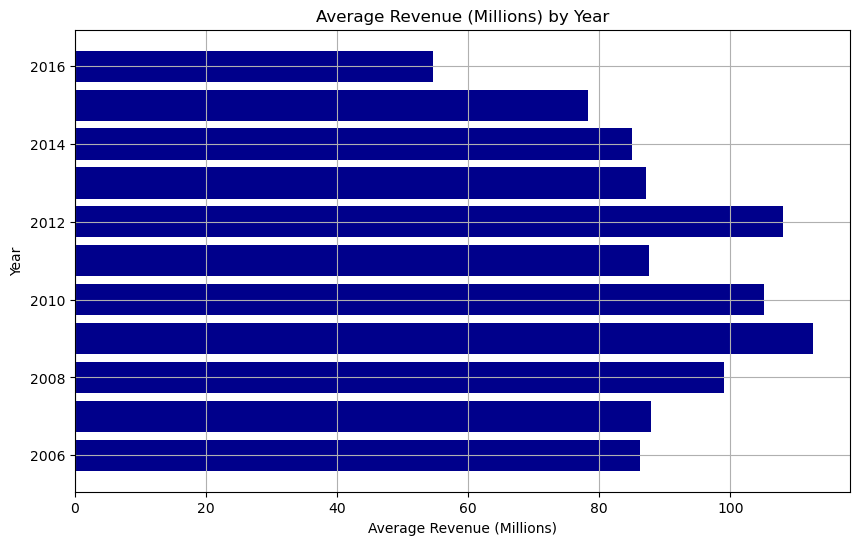 Average Revenue (Millions) by Year
2016
2014
2012
2010
2008
2006
Year
0 20 40 60 80 100
Average Revenue (Millions)